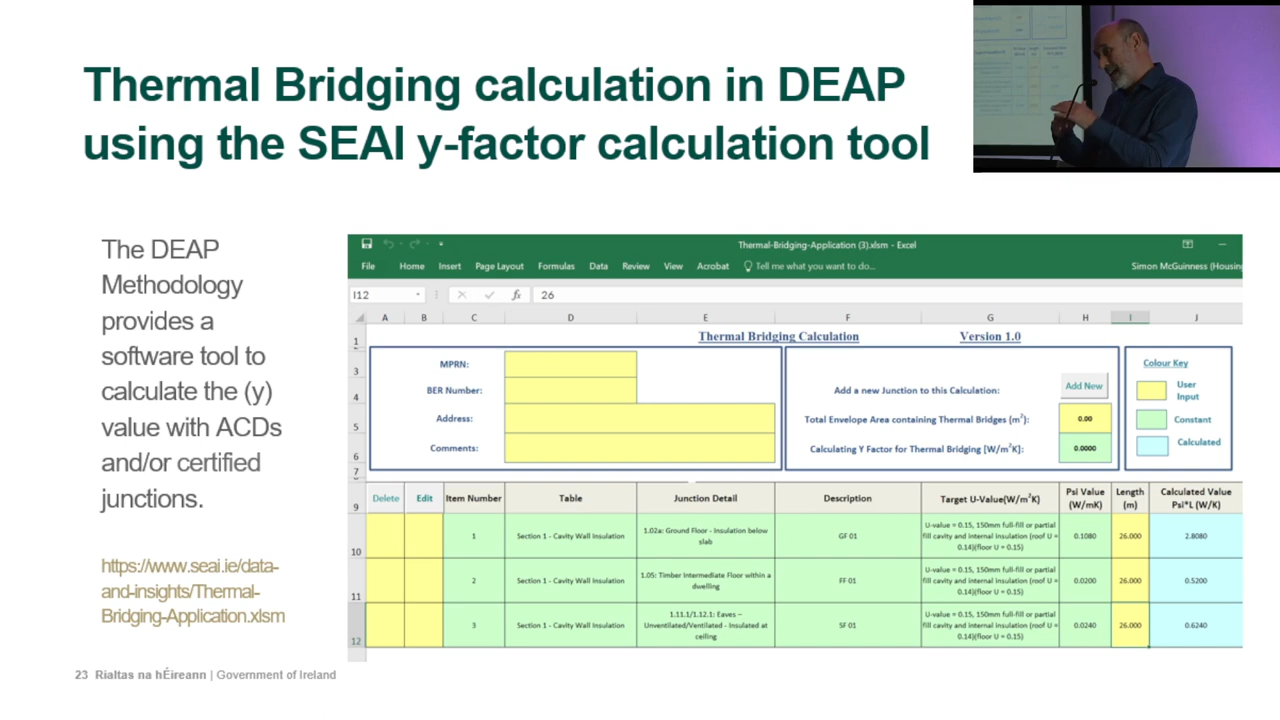 Thermal Bridging calculation in DEAP
using the SEAI y-factor calculation tool
The DEAP
Methodology
provides a
software tool to
calculate the (y)
value with ACDs
and/or certified
junctions.
https://www.seai.ie/data-
and-insights/Thermal-
Bridging-Application.xlsm
Thermal-Bridging-Application (3).xlsm - Excel
File Home Insert Page Layout Formulas Data Review View Acrobat Tell me what you want to do... Simon McGuinness (Housin
I12 fx 26
A B C D E F G H I J
1 Thermal Bridging Calculation Version 1.0
3 MPRN:
4 BER Number:
5 Address:
6 Comments:
7
Add a new Junction to this Calculation: Add New
Total Envelope Area containing Thermal Bridges (m²): 0.00
Calculating Y Factor for Thermal Bridging [W/m²K]: 0.0000
Colour Key
User
Input
Constant
Calculated
9 Delete Edit Item Number Table Junction Detail Description Target U-Value(W/m²K) Psi Value
(W/mK) Length
(m) Calculated Value
Psi*L (W/K)
10 1 Section 1 - Cavity Wall Insulation 1.02a: Ground Floor - Insulation below
slab GF 01 U-value = 0.15, 150mm full-fill or partial
fill cavity and internal insulation (roof U =
0.14)(floor U = 0.15) 0.1080 26.000 2.8080
11 2 Section 1 - Cavity Wall Insulation 1.05: Timber Intermediate Floor within a
dwelling FF 01 U-value = 0.15, 150mm full-fill or partial
fill cavity and internal insulation (roof U =
0.14)(floor U = 0.15) 0.0200 26.000 0.5200
12 3 Section 1 - Cavity Wall Insulation 1.11.1/1.12.1: Eaves –
Unventilated/Ventilated - Insulated at
ceiling SF 01 U-value = 0.15, 150mm full-fill or partial
fill cavity and internal insulation (roof U =
0.14)(floor U = 0.15) 0.0240 26.000 0.6240
23 Rialtas na hÉireann | Government of Ireland